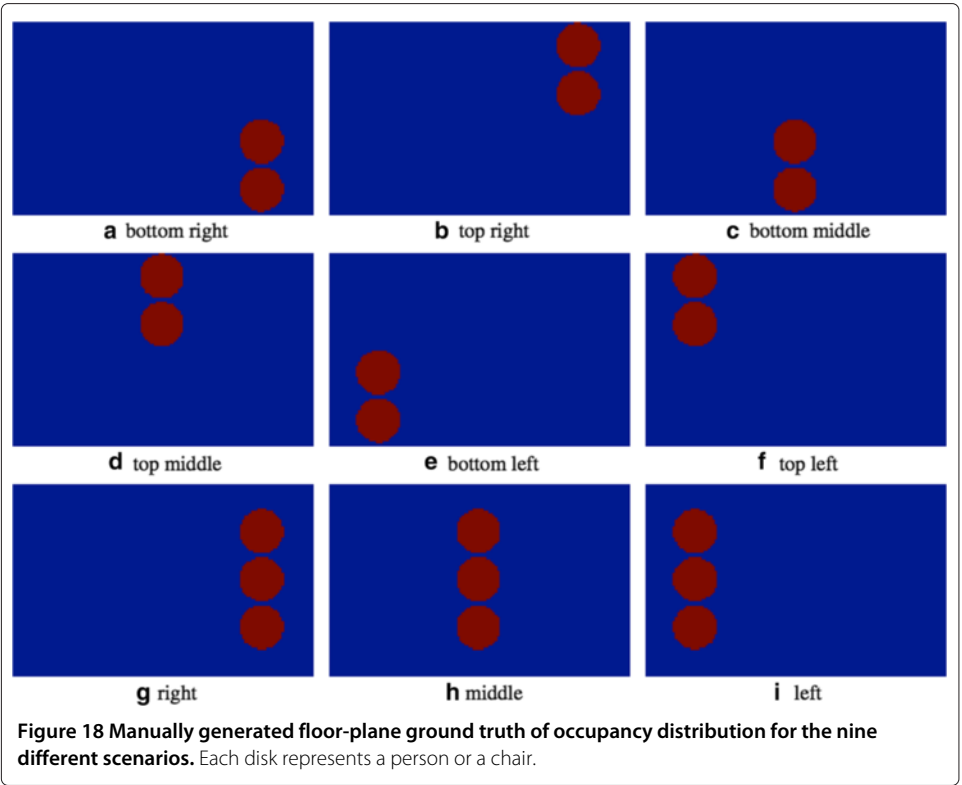 a bottom right
b top right
c bottom middle
d top middle
e bottom left
f top left
g right
h middle
i left
Figure 18 Manually generated floor-plane ground truth of occupancy distribution for the nine
different scenarios. Each disk represents a person or a chair.